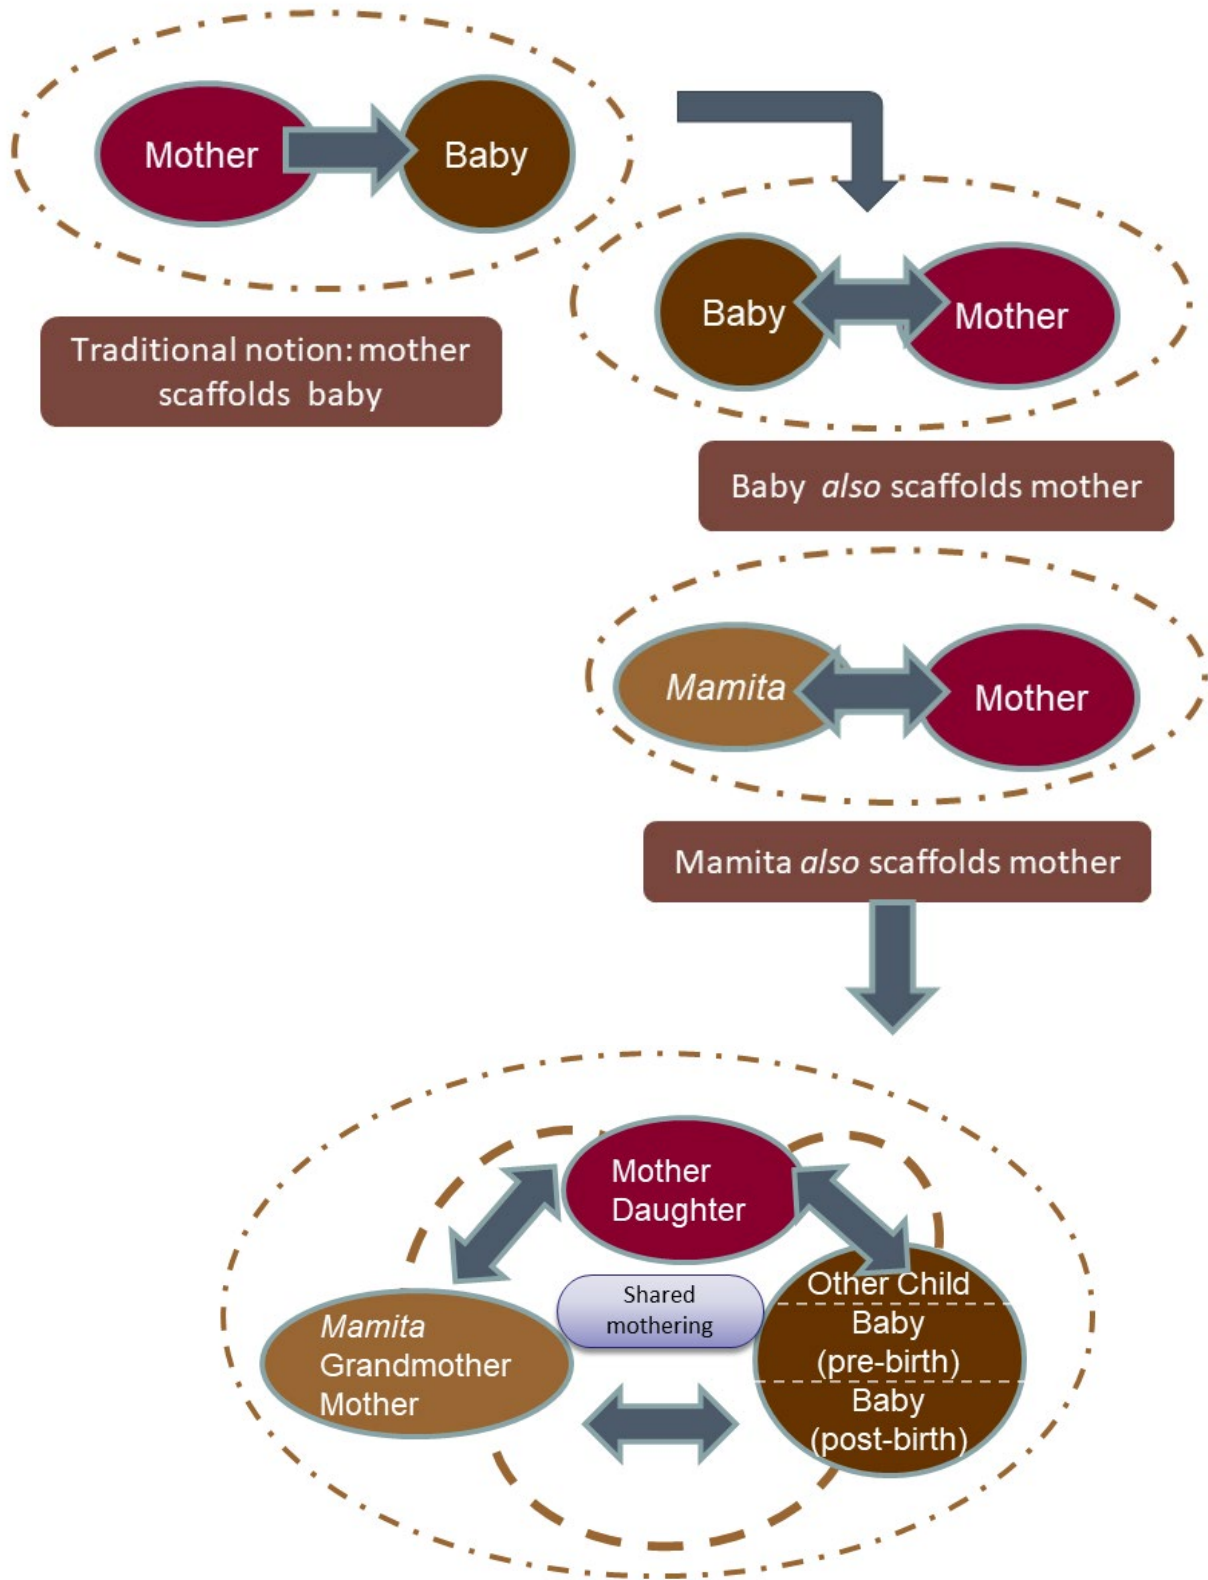 Mother
Baby
Traditional notion: mother
scaffolds baby
Baby
Mother
Baby also scaffolds mother
Mamita
Mother
Mamita also scaffolds mother
Mother
Daughter
Shared
mothering
Mamita
Grandmother
Mother
Other Child
Baby
(pre-birth)
Baby
(post-birth)